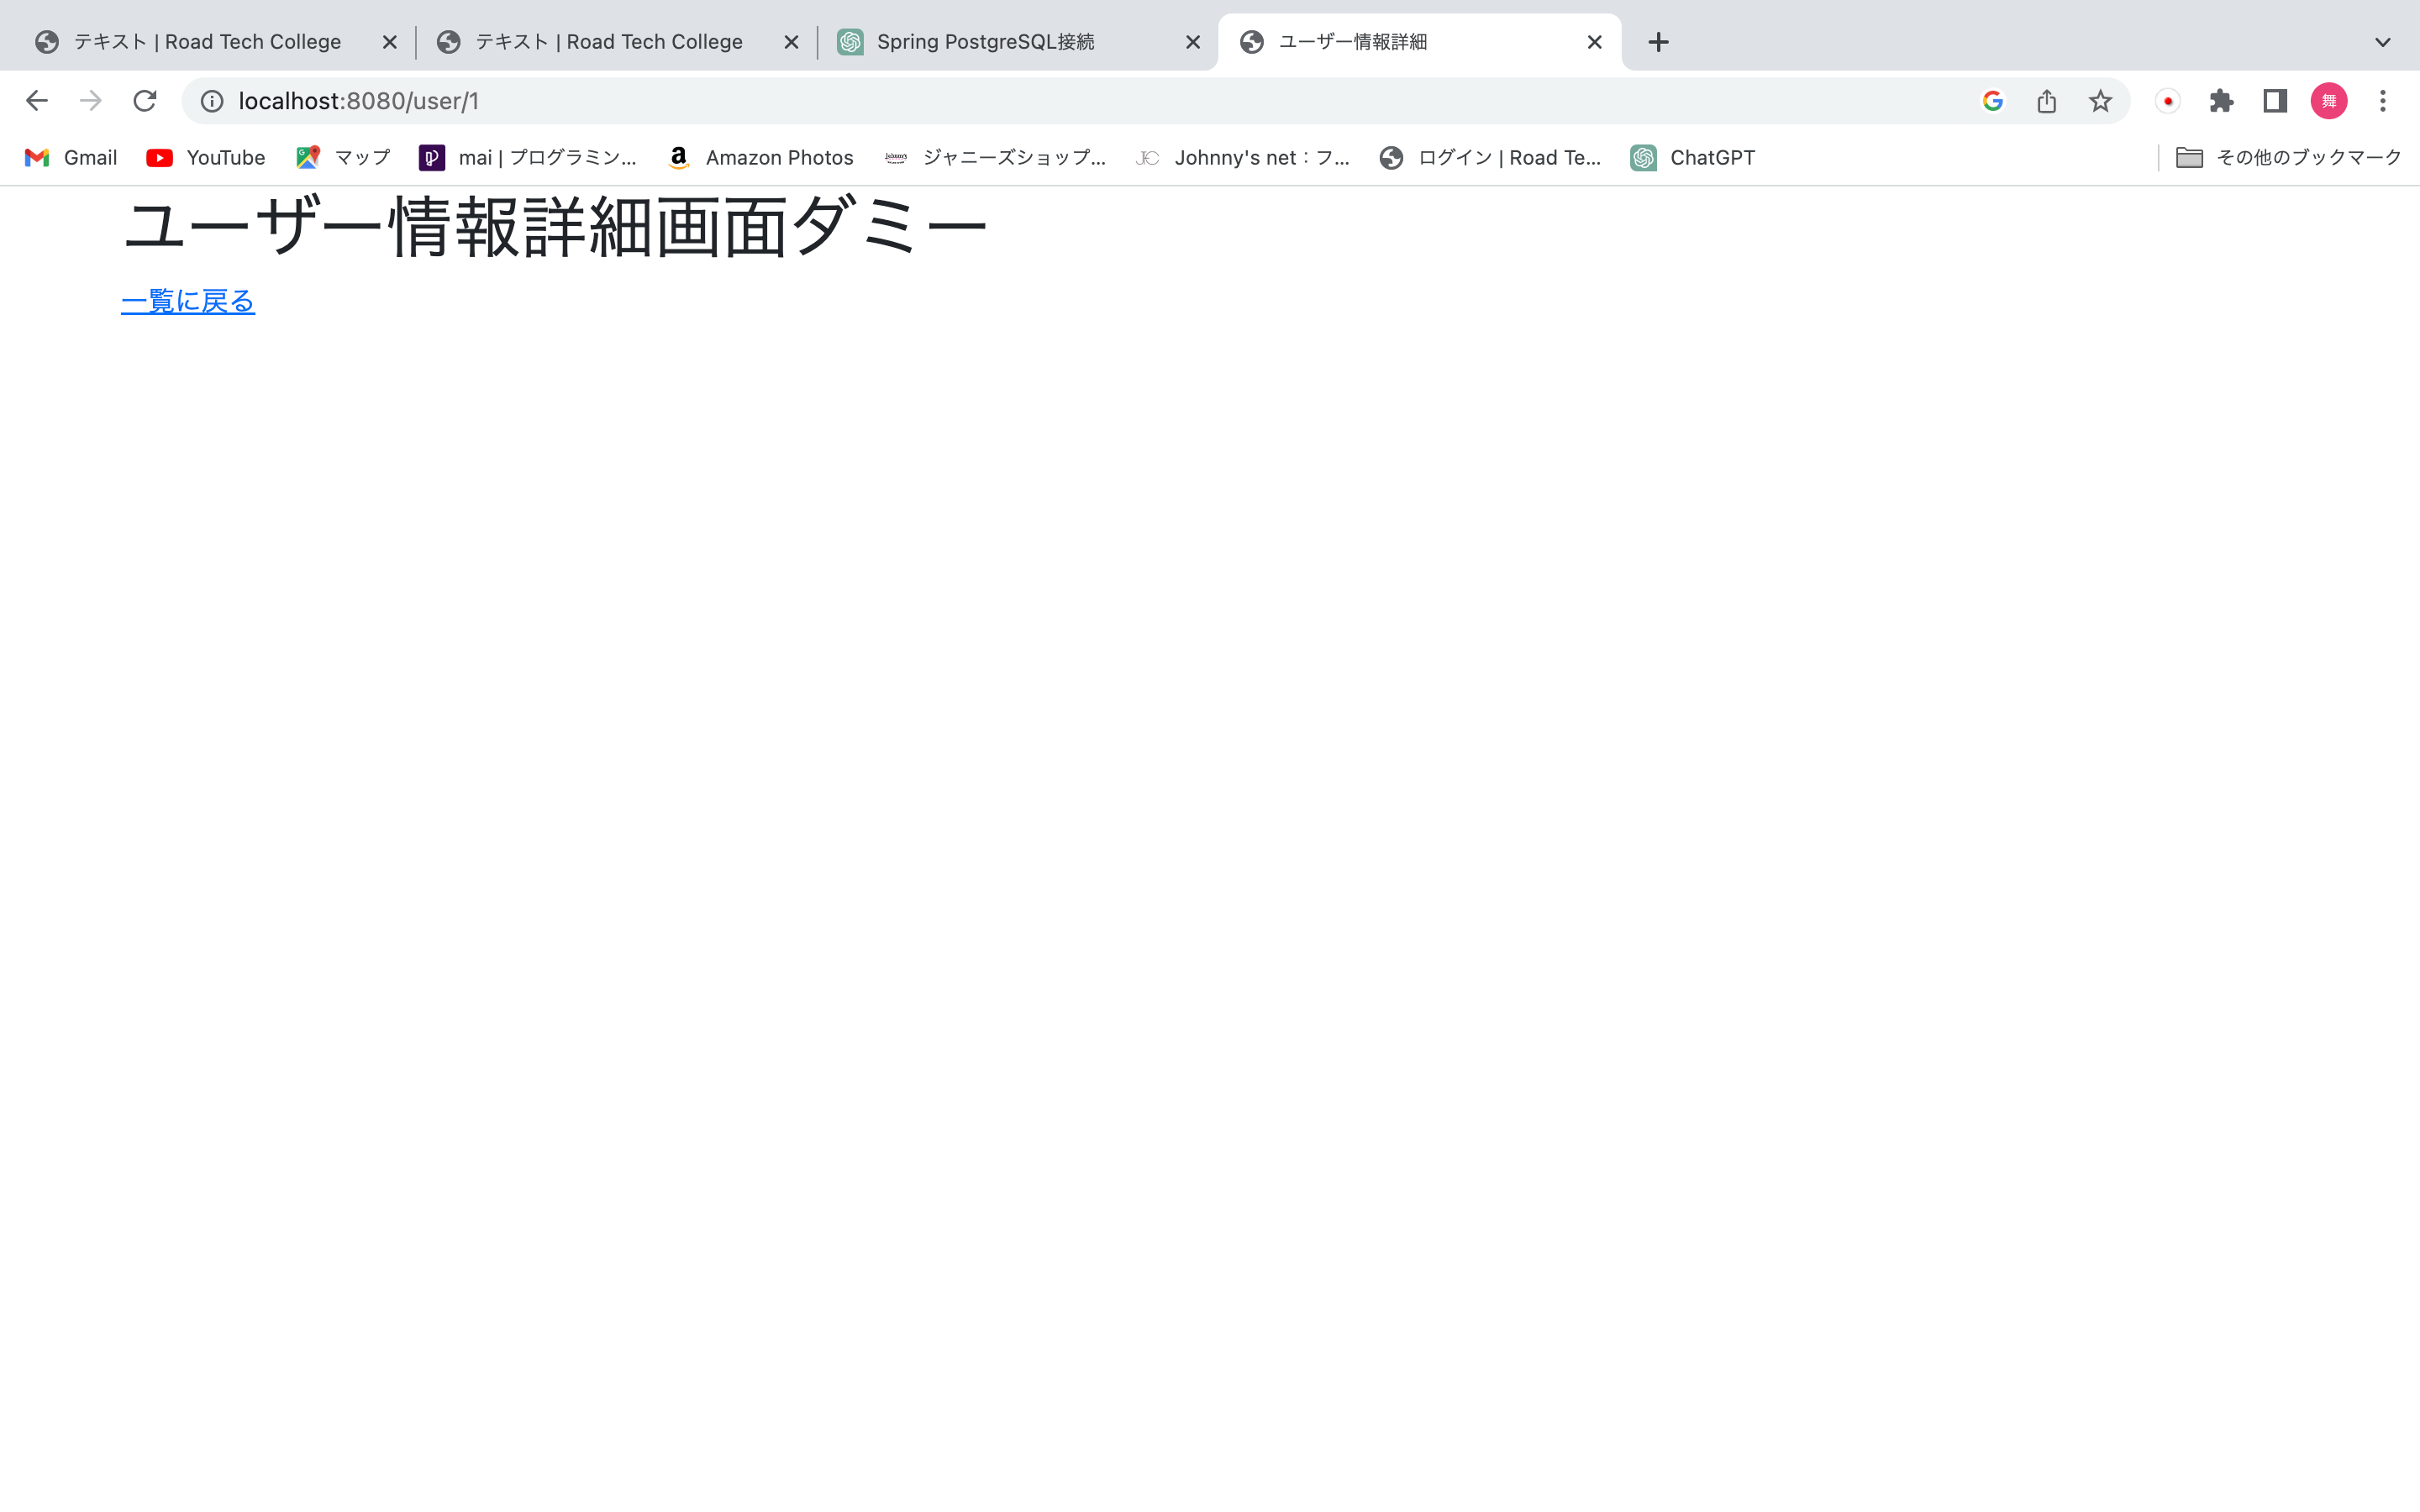 テキスト | Road Tech College
テキスト | Road Tech College
Spring PostgreSQL接続
ユーザー情報詳細
localhost:8080/user/1
舞
Gmail
YouTube
マップ
mai | プログラミン...
Amazon Photos
ジャニーズショップ...
Johnny's net：フ...
ログイン | Road Te...
ChatGPT
その他のブックマーク
ユーザー情報詳細画面ダミー
一覧に戻る